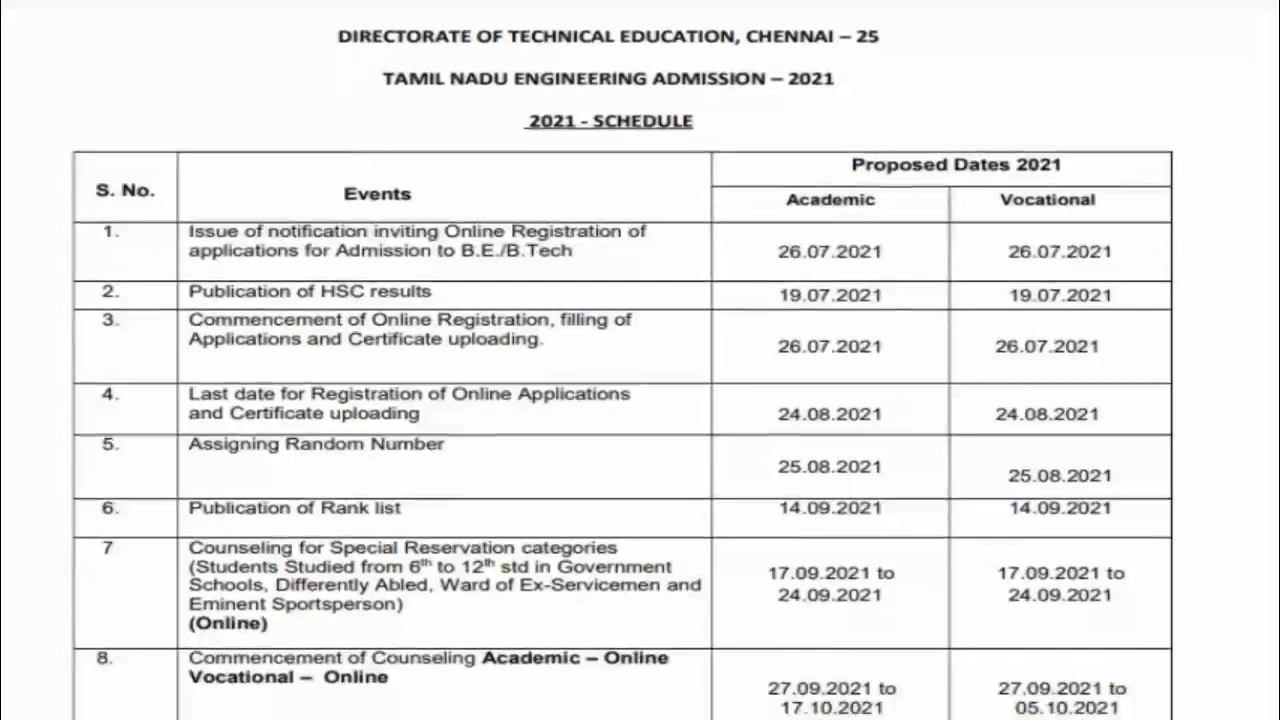 DIRECTORATE OF TECHNICAL EDUCATION, CHENNAI – 25
TAMIL NADU ENGINEERING ADMISSION – 2021
2021 - SCHEDULE
S. No.
Events
Proposed Dates 2021
Academic
Vocational
1.
Issue of notification inviting Online Registration of
applications for Admission to B.E./B.Tech
26.07.2021
26.07.2021
2.
Publication of HSC results
19.07.2021
19.07.2021
3.
Commencement of Online Registration, filling of
Applications and Certificate uploading.
26.07.2021
26.07.2021
4.
Last date for Registration of Online Applications
and Certificate uploading
24.08.2021
24.08.2021
5.
Assigning Random Number
25.08.2021
25.08.2021
6.
Publication of Rank list
14.09.2021
14.09.2021
7
Counseling for Special Reservation categories
(Students Studied from 6th to 12th std in Government
Schools, Differently Abled, Ward of Ex-Servicemen and
Eminent Sportsperson)
(Online)
17.09.2021 to
24.09.2021
17.09.2021 to
24.09.2021
8.
Commencement of Counseling Academic – Online
Vocational – Online
27.09.2021 to
17.10.2021
27.09.2021 to
05.10.2021